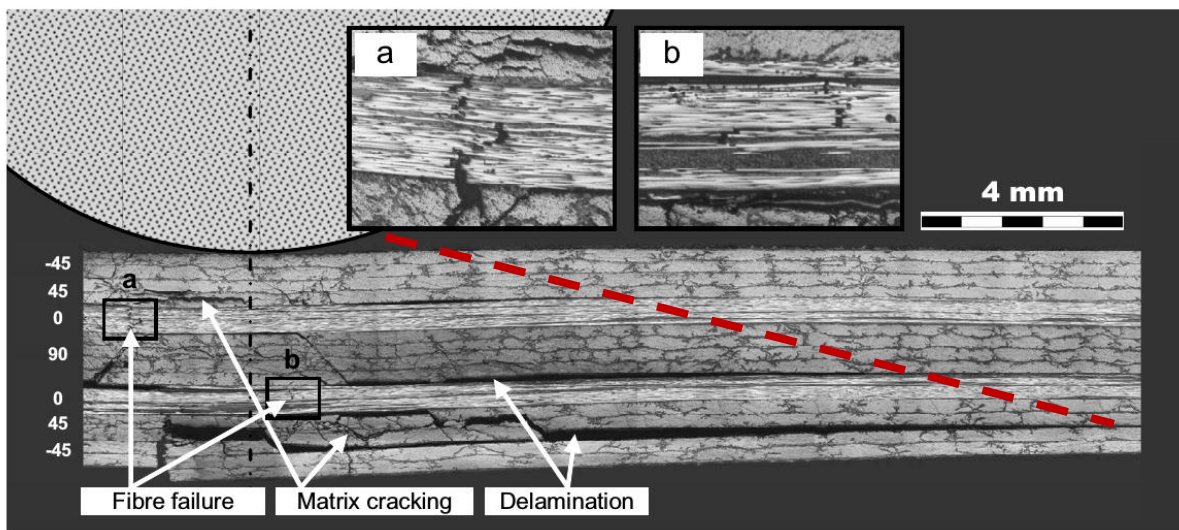 a
b
4 mm
-45
45
0
90
0
45
-45
a
b
Fibre failure
Matrix cracking
Delamination